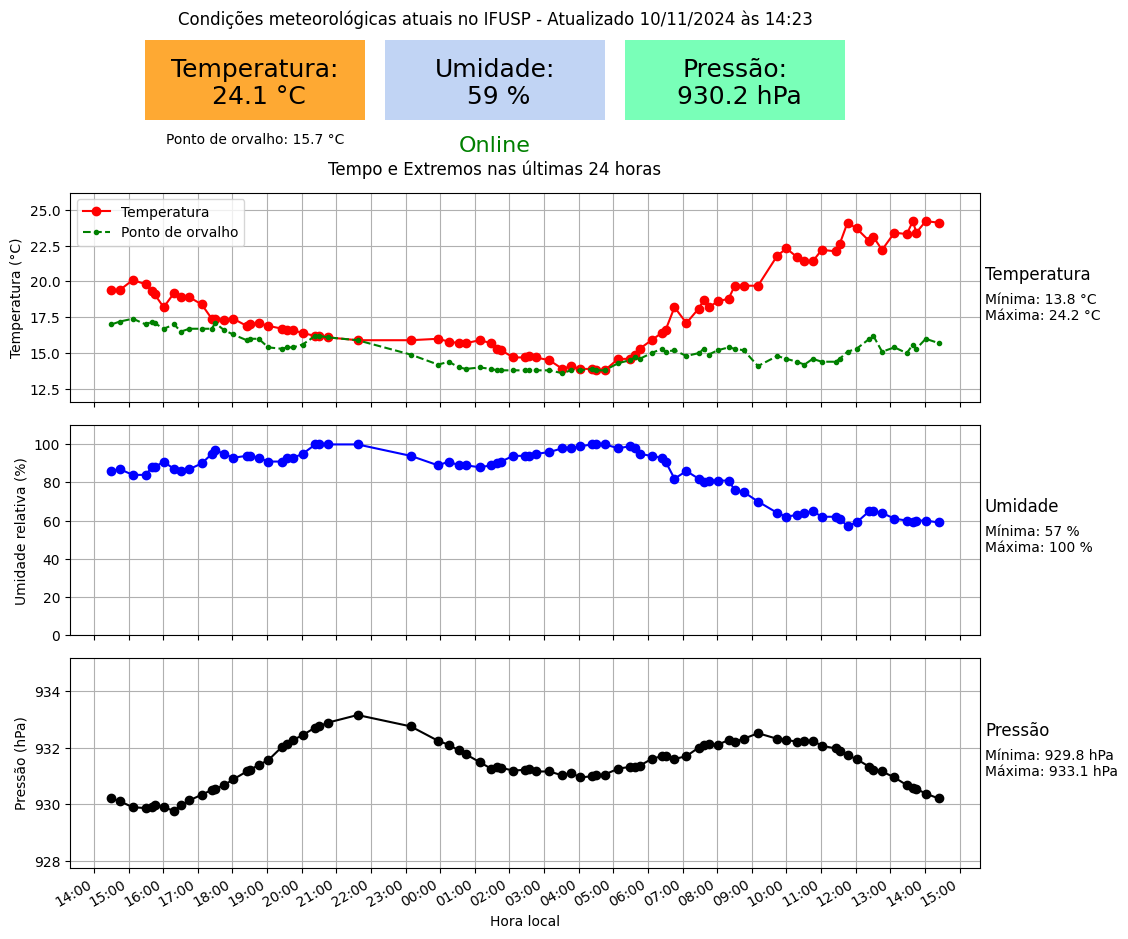 Condições meteorológicas atuais no IFUSP - Atualizado 10/11/2024 às 14:23
Temperatura:
24.1 °C
Umidade:
59 %
Pressão:
930.2 hPa
Ponto de orvalho: 15.7 °C
Online
Tempo e Extremos nas últimas 24 horas
Temperatura
Ponto de orvalho
Temperatura (°C)
25.0
22.5
20.0
17.5
15.0
12.5
Temperatura
Mínima: 13.8 °C
Máxima: 24.2 °C
Umidade relativa (%)
100
80
60
40
20
0
Umidade
Mínima: 57 %
Máxima: 100 %
Pressão (hPa)
934
932
930
928
Pressão
Mínima: 929.8 hPa
Máxima: 933.1 hPa
14:00 15:00 16:00 17:00 18:00 19:00 20:00 21:00 22:00 23:00 00:00 01:00 02:00 03:00 04:00 05:00 06:00 07:00 08:00 09:00 10:00 11:00 12:00 13:00 14:00 15:00
Hora local